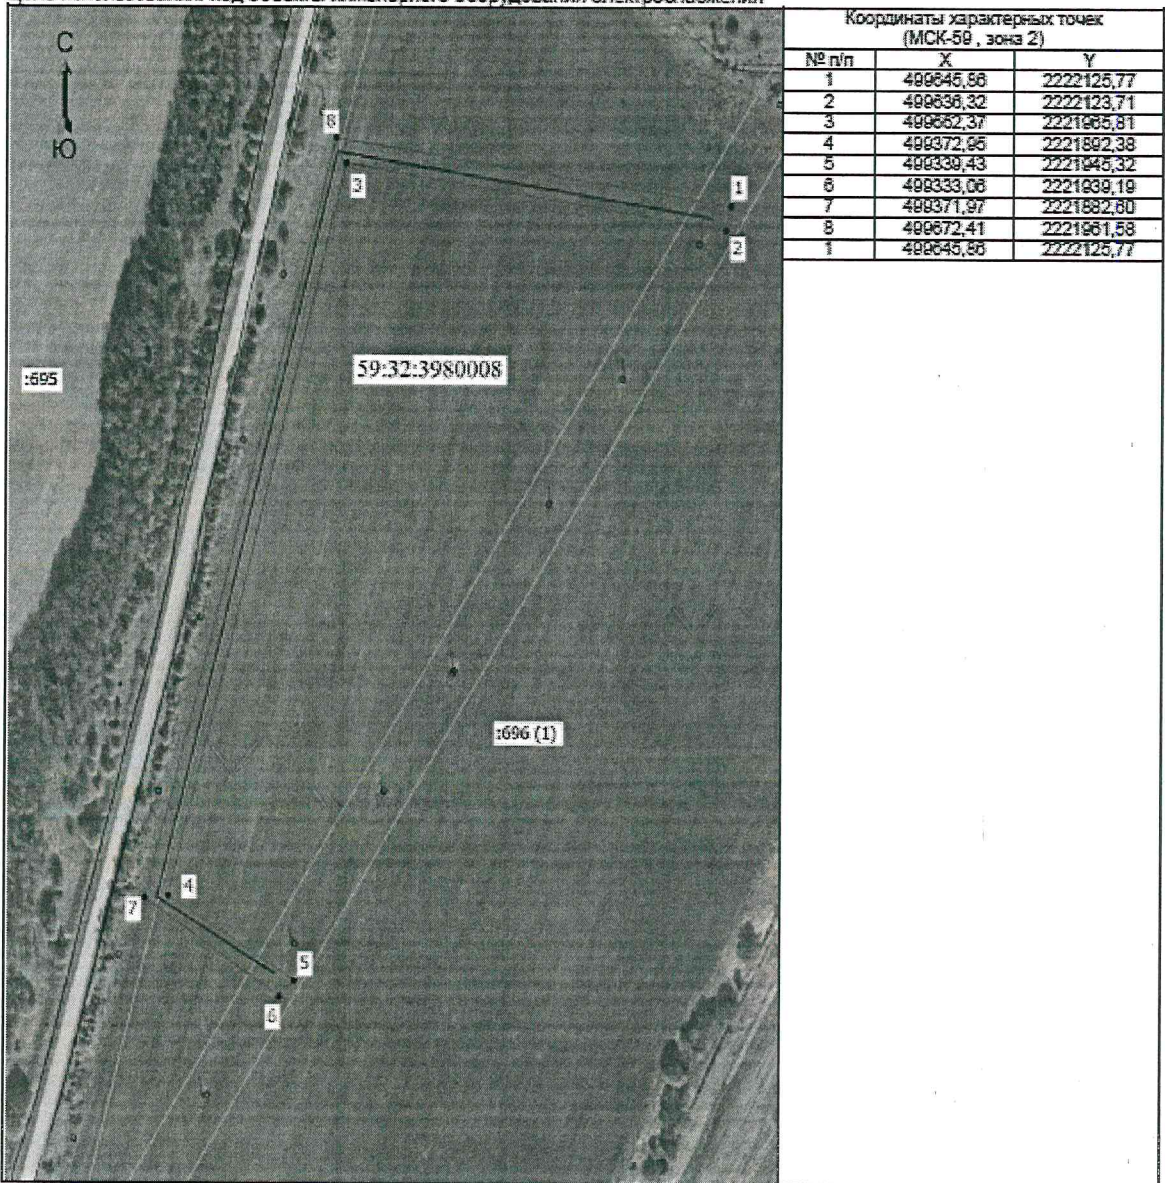 Координаты характерных точек
(МСК-59 , зона 2)
№ п/п X Y
1 499645,86 2222125,77
2 499636,32 2222123,71
3 499652,37 2221965,81
4 499372,95 2221892,38
5 499339,43 2221945,32
6 499333,06 2221939,19
7 499371,97 2221882,60
8 499672,41 2221961,58
1 499645,86 2222125,77
С
Ю
8
3
1
2
:695
59:32:3980008
:696 (1)
4
7
5
6